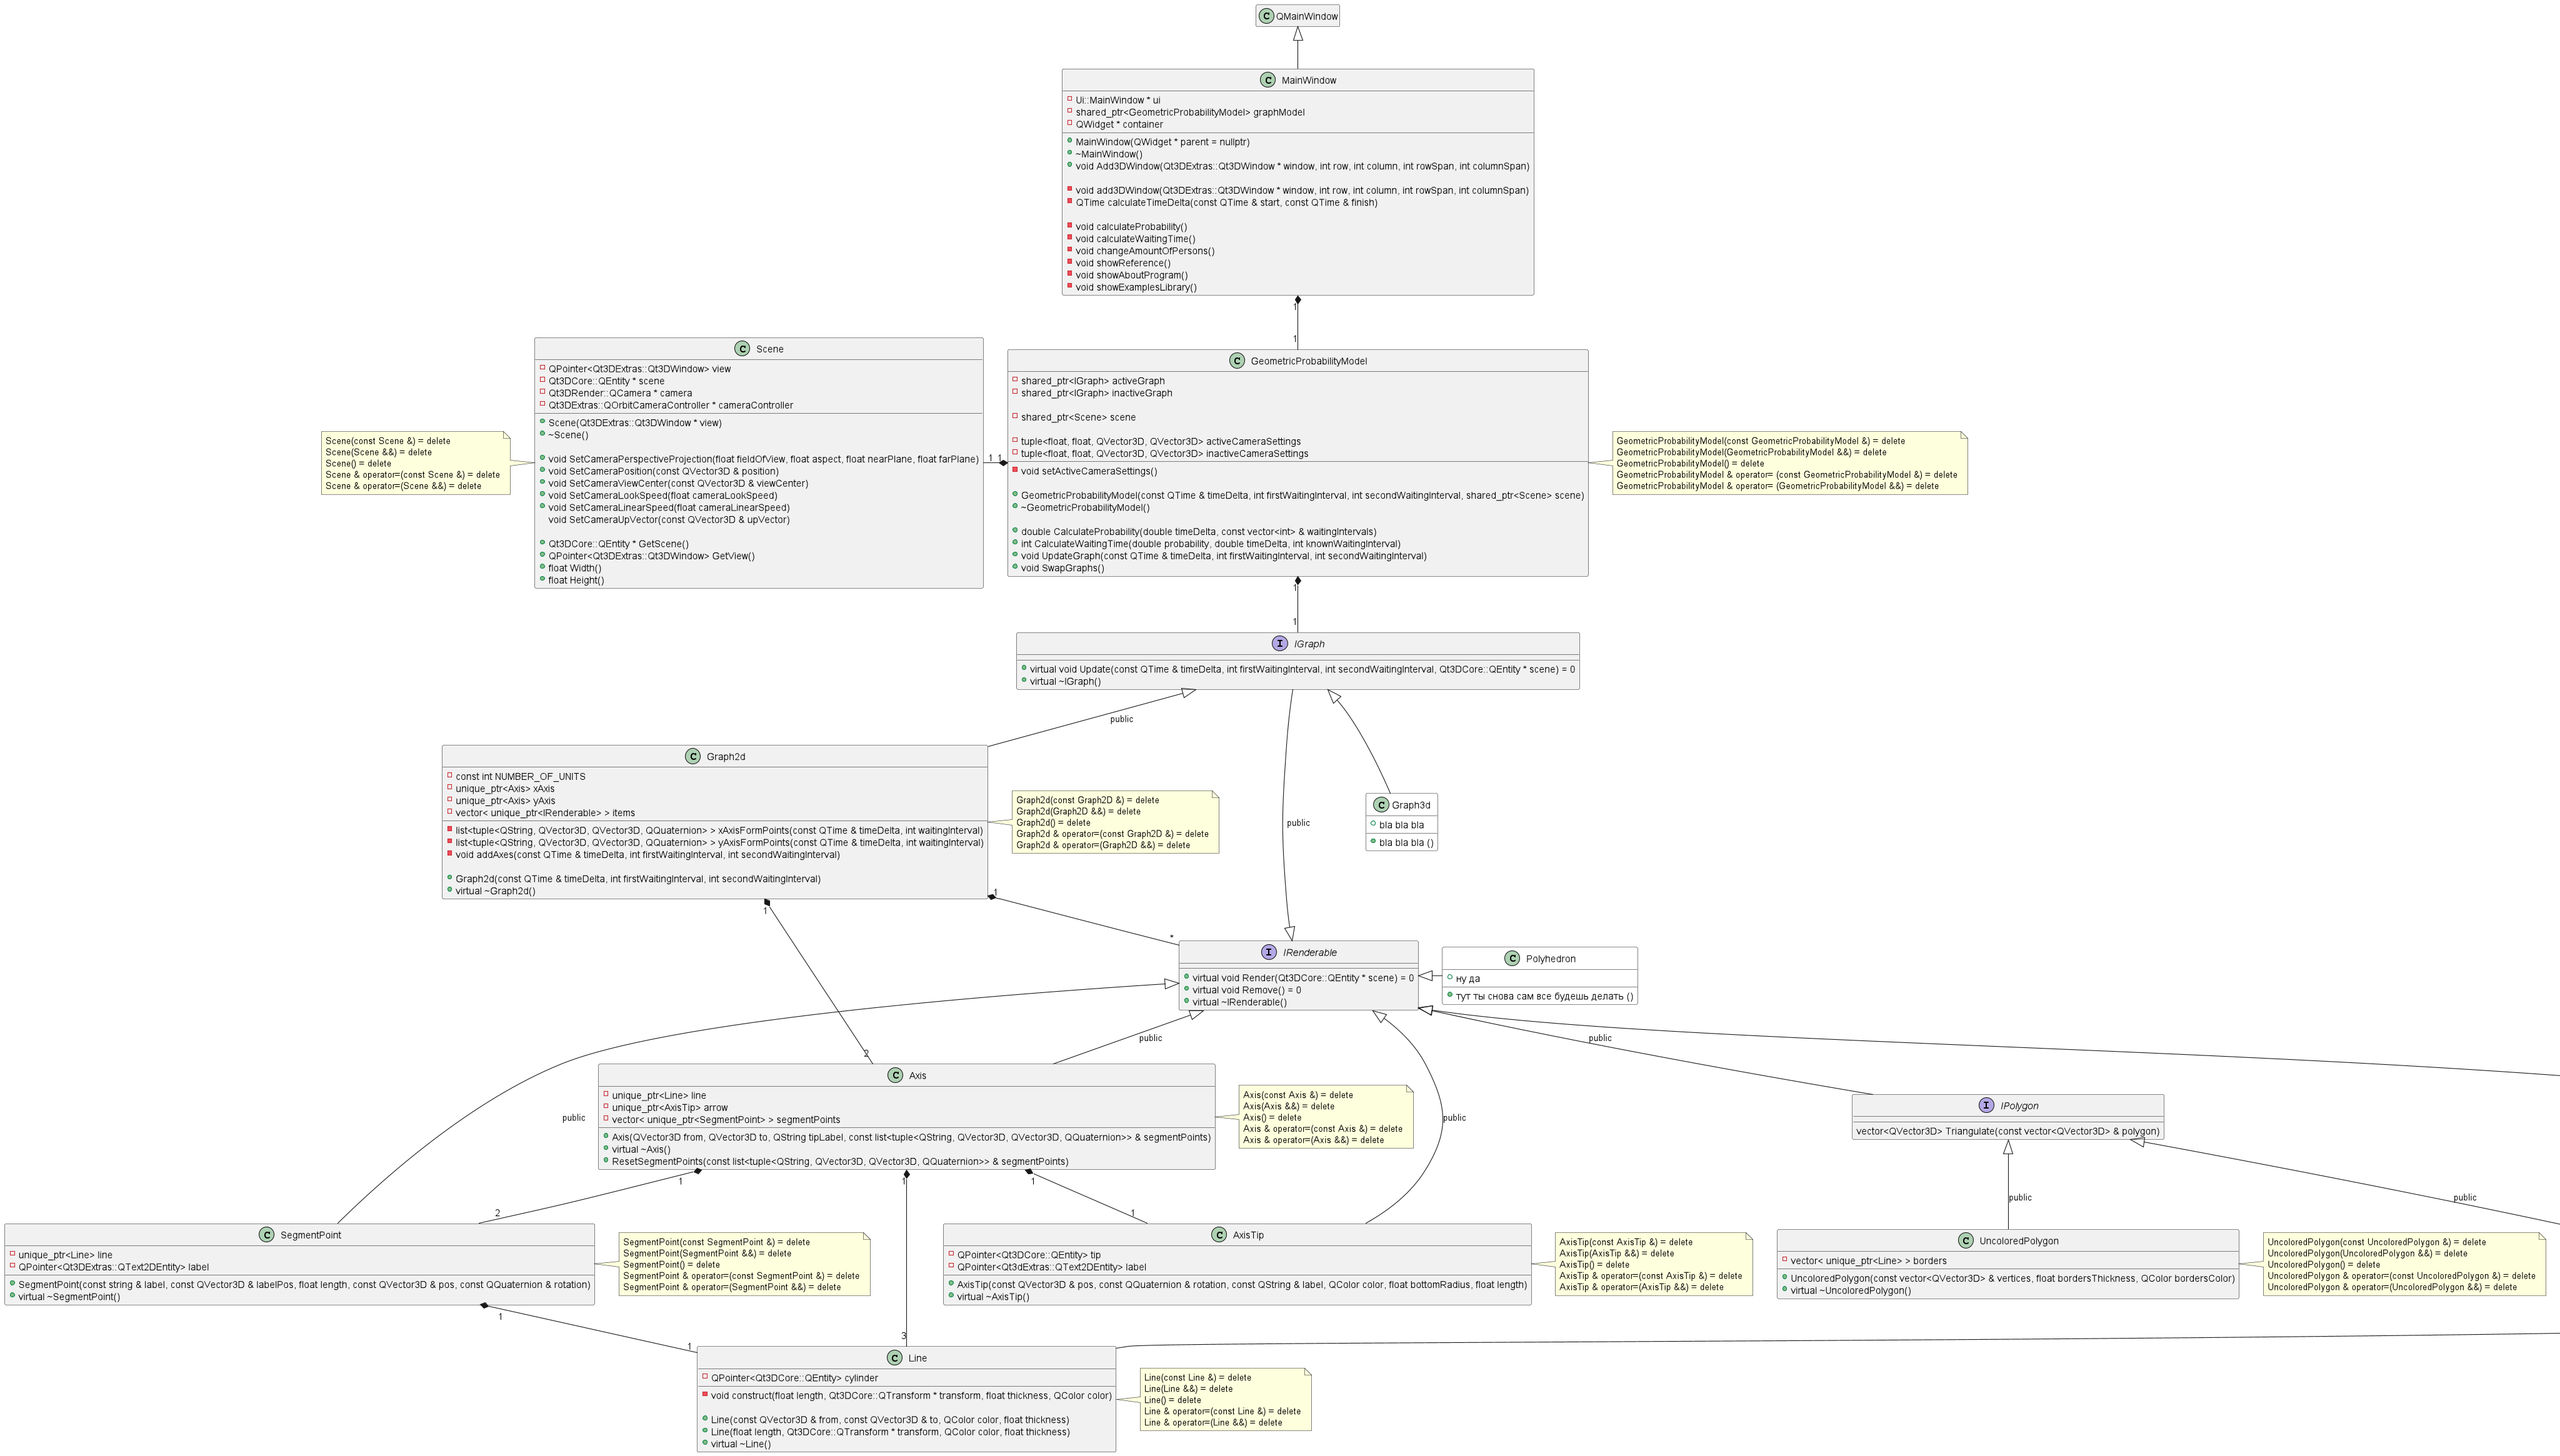 C QMainWindow
C MainWindow
Ui::MainWindow * ui
shared_ptr<GeometricProbabilityModel> graphModel
QWidget * container
MainWindow(QWidget * parent = nullptr)
~MainWindow()
void Add3DWindow(Qt3DExtras::Qt3DWindow * window, int row, int column, int rowSpan, int columnSpan)
void add3DWindow(Qt3DExtras::Qt3DWindow * window, int row, int column, int rowSpan, int columnSpan)
QTime calculateTimeDelta(const QTime & start, const QTime & finish)
void calculateProbability()
void calculateWaitingTime()
void changeAmountOfPersons()
void showReference()
void showAboutProgram()
void showExamplesLibrary()
1
1
C Scene
QPointer<Qt3DExtras::Qt3DWindow> view
Qt3DCore::QEntity * scene
Qt3DRender::QCamera * camera
Qt3DExtras::QOrbitCameraController * cameraController
Scene(Qt3DExtras::Qt3DWindow * view)
~Scene()
void SetCameraPerspectiveProjection(float fieldOfView, float aspect, float nearPlane, float farPlane)
void SetCameraPosition(const QVector3D & position)
void SetCameraViewCenter(const QVector3D & viewCenter)
void SetCameraLookSpeed(float cameraLookSpeed)
void SetCameraLinearSpeed(float cameraLinearSpeed)
void SetCameraUpVector(const QVector3D & upVector)
Qt3DCore::QEntity * GetScene()
QPointer<Qt3DExtras::Qt3DWindow> GetView()
float Width()
float Height()
Scene(const Scene &) = delete
Scene(Scene &&) = delete
Scene() = delete
Scene & operator=(const Scene &) = delete
Scene & operator=(Scene &&) = delete
1 1
C GeometricProbabilityModel
shared_ptr<IGraph> activeGraph
shared_ptr<IGraph> inactiveGraph
shared_ptr<Scene> scene
tuple<float, float, QVector3D, QVector3D> activeCameraSettings
tuple<float, float, QVector3D, QVector3D> inactiveCameraSettings
void setActiveCameraSettings()
GeometricProbabilityModel(const QTime & timeDelta, int firstWaitingInterval, int secondWaitingInterval, shared_ptr<Scene> scene)
~GeometricProbabilityModel()
double CalculateProbability(double timeDelta, const vector<int> & waitingIntervals)
int CalculateWaitingTime(double probability, double timeDelta, int knownWaitingInterval)
void UpdateGraph(const QTime & timeDelta, int firstWaitingInterval, int secondWaitingInterval)
void SwapGraphs()
GeometricProbabilityModel(const GeometricProbabilityModel &) = delete
GeometricProbabilityModel(GeometricProbabilityModel &&) = delete
GeometricProbabilityModel() = delete
GeometricProbabilityModel & operator= (const GeometricProbabilityModel &) = delete
GeometricProbabilityModel & operator= (GeometricProbabilityModel &&) = delete
1
1
I IGraph
virtual void Update(const QTime & timeDelta, int firstWaitingInterval, int secondWaitingInterval, Qt3DCore::QEntity * scene) = 0
virtual ~IGraph()
public
C Graph2d
const int NUMBER_OF_UNITS
unique_ptr<Axis> xAxis
unique_ptr<Axis> yAxis
vector< unique_ptr<IRenderable> > items
list<tuple<QString, QVector3D, QVector3D, QQuaternion> > xAxisFormPoints(const QTime & timeDelta, int waitingInterval)
list<tuple<QString, QVector3D, QVector3D, QQuaternion> > yAxisFormPoints(const QTime & timeDelta, int waitingInterval)
void addAxes(const QTime & timeDelta, int firstWaitingInterval, int secondWaitingInterval)
Graph2d(const QTime & timeDelta, int firstWaitingInterval, int secondWaitingInterval)
virtual ~Graph2d()
Graph2d(const Graph2D &) = delete
Graph2d(Graph2D &&) = delete
Graph2d() = delete
Graph2d & operator=(const Graph2D &) = delete
Graph2d & operator=(Graph2D &&) = delete
public
C Graph3d
bla bla bla
bla bla bla ()
1
1
*
I IRenderable
virtual void Render(Qt3DCore::QEntity * scene) = 0
virtual void Remove() = 0
virtual ~IRenderable()
C Polyhedron
ну да
тут ты снова сам все будешь делать ()
public
public
2
C Axis
unique_ptr<Line> line
unique_ptr<AxisTip> arrow
vector< unique_ptr<SegmentPoint> > segmentPoints
Axis(QVector3D from, QVector3D to, QString tipLabel, const list<tuple<QString, QVector3D, QVector3D, QQuaternion>> & segmentPoints)
virtual ~Axis()
ResetSegmentPoints(const list<tuple<QString, QVector3D, QVector3D, QQuaternion>> & segmentPoints)
Axis(const Axis &) = delete
Axis(Axis &&) = delete
Axis() = delete
Axis & operator=(const Axis &) = delete
Axis & operator=(Axis &&) = delete
public
public
I IPolygon
vector<QVector3D> Triangulate(const vector<QVector3D> & polygon)
1
1
1
public
public
2
1
C SegmentPoint
unique_ptr<Line> line
QPointer<Qt3DExtras::QText2DEntity> label
SegmentPoint(const string & label, const QVector3D & labelPos, float length, const QVector3D & pos, const QQuaternion & rotation)
virtual ~SegmentPoint()
SegmentPoint(const SegmentPoint &) = delete
SegmentPoint(SegmentPoint &&) = delete
SegmentPoint() = delete
SegmentPoint & operator=(const SegmentPoint &) = delete
SegmentPoint & operator=(SegmentPoint &&) = delete
C AxisTip
QPointer<Qt3DCore::QEntity> tip
QPointer<Qt3dExtras::QText2DEntity> label
AxisTip(const QVector3D & pos, const QQuaternion & rotation, const QString & label, QColor color, float bottomRadius, float length)
virtual ~AxisTip()
AxisTip(const AxisTip &) = delete
AxisTip(AxisTip &&) = delete
AxisTip() = delete
AxisTip & operator=(const AxisTip &) = delete
AxisTip & operator=(AxisTip &&) = delete
C UncoloredPolygon
vector< unique_ptr<Line> > borders
UncoloredPolygon(const vector<QVector3D> & vertices, float bordersThickness, QColor bordersColor)
virtual ~UncoloredPolygon()
UncoloredPolygon(const UncoloredPolygon &) = delete
UncoloredPolygon(UncoloredPolygon &&) = delete
UncoloredPolygon() = delete
UncoloredPolygon & operator=(const UncoloredPolygon &) = delete
UncoloredPolygon & operator=(UncoloredPolygon &&) = delete
1
1
3
C Line
QPointer<Qt3DCore::QEntity> cylinder
void construct(float length, Qt3DCore::QTransform * transform, float thickness, QColor color)
Line(const QVector3D & from, const QVector3D & to, QColor color, float thickness)
Line(float length, Qt3DCore::QTransform * transform, QColor color, float thickness)
virtual ~Line()
Line(const Line &) = delete
Line(Line &&) = delete
Line() = delete
Line & operator=(const Line &) = delete
Line & operator=(Line &&) = delete